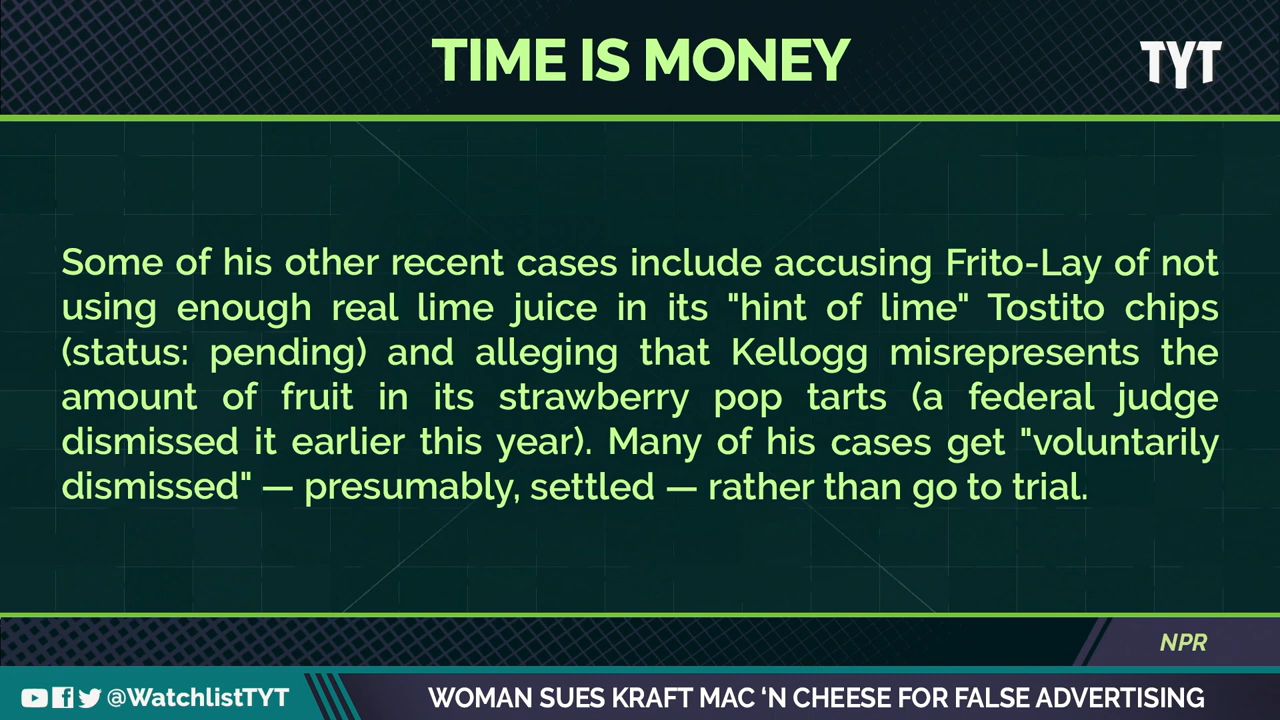 TIME IS MONEY
TYT
Some of his other recent cases include accusing Frito-Lay of not
using enough real lime juice in its "hint of lime" Tostito chips
(status: pending) and alleging that Kellogg misrepresents the
amount of fruit in its strawberry pop tarts (a federal judge
dismissed it earlier this year). Many of his cases get "voluntarily
dismissed" — presumably, settled — rather than go to trial.
NPR
@WatchlistTYT
WOMAN SUES KRAFT MAC ‘N CHEESE FOR FALSE ADVERTISING